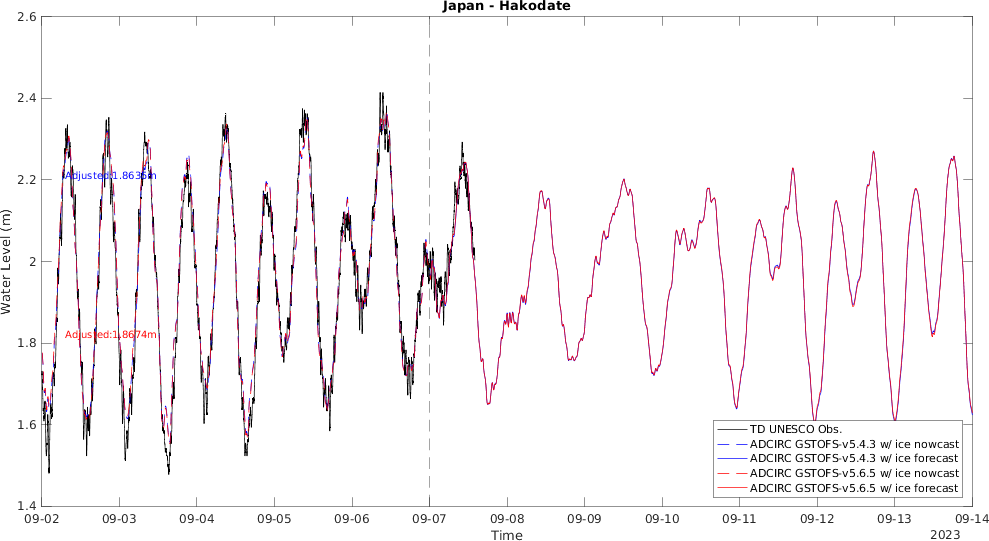 Japan - Hakodate
2.6
2.4
2.2
2
1.8
1.6
1.4
Water Level (m)
Adjusted:1.8635m
Adjusted:1.8674m
TD UNESCO Obs.
ADCIRC GSTOFS-v5.4.3 w/ ice nowcast
ADCIRC GSTOFS-v5.4.3 w/ ice forecast
ADCIRC GSTOFS-v5.6.5 w/ ice nowcast
ADCIRC GSTOFS-v5.6.5 w/ ice forecast
09-02 09-03 09-04 09-05 09-06 09-07 09-08 09-09 09-10 09-11 09-12 09-13 09-14
Time
2023